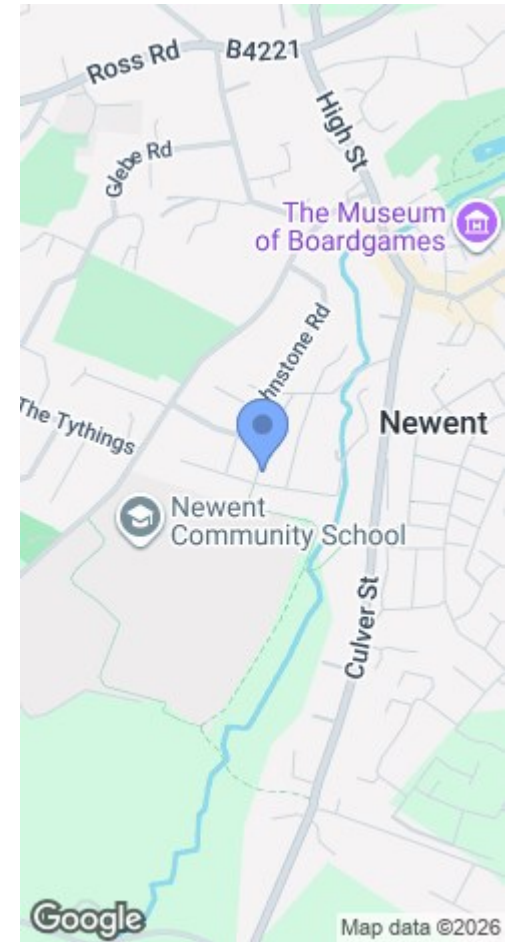 Ross Rd
B4221
High St
Glebe Rd
The Museum
of Boardgames
hnstone Rd
The Tythings
Newent
Newent
Community School
Culver St
Google
Map data ©2026